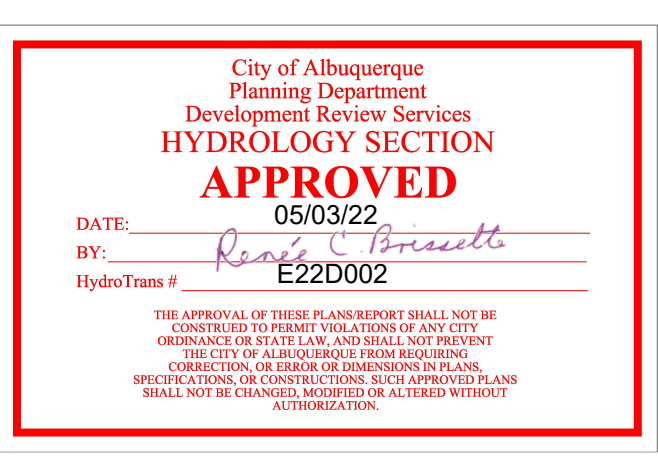 City of Albuquerque
Planning Department
Development Review Services
HYDROLOGY SECTION
APPROVED
DATE: 05/03/22
BY: Renée C. Brissette
HydroTrans # E22D002
THE APPROVAL OF THESE PLANS/REPORT SHALL NOT BE
CONSTRUED TO PERMIT VIOLATIONS OF ANY CITY
ORDINANCE OR STATE LAW, AND SHALL NOT PREVENT
THE CITY OF ALBUQUERQUE FROM REQUIRING
CORRECTION, OR ERROR OR DIMENSIONS IN PLANS,
SPECIFICATIONS, OR CONSTRUCTIONS. SUCH APPROVED PLANS
SHALL NOT BE CHANGED, MODIFIED OR ALTERED WITHOUT
AUTHORIZATION.